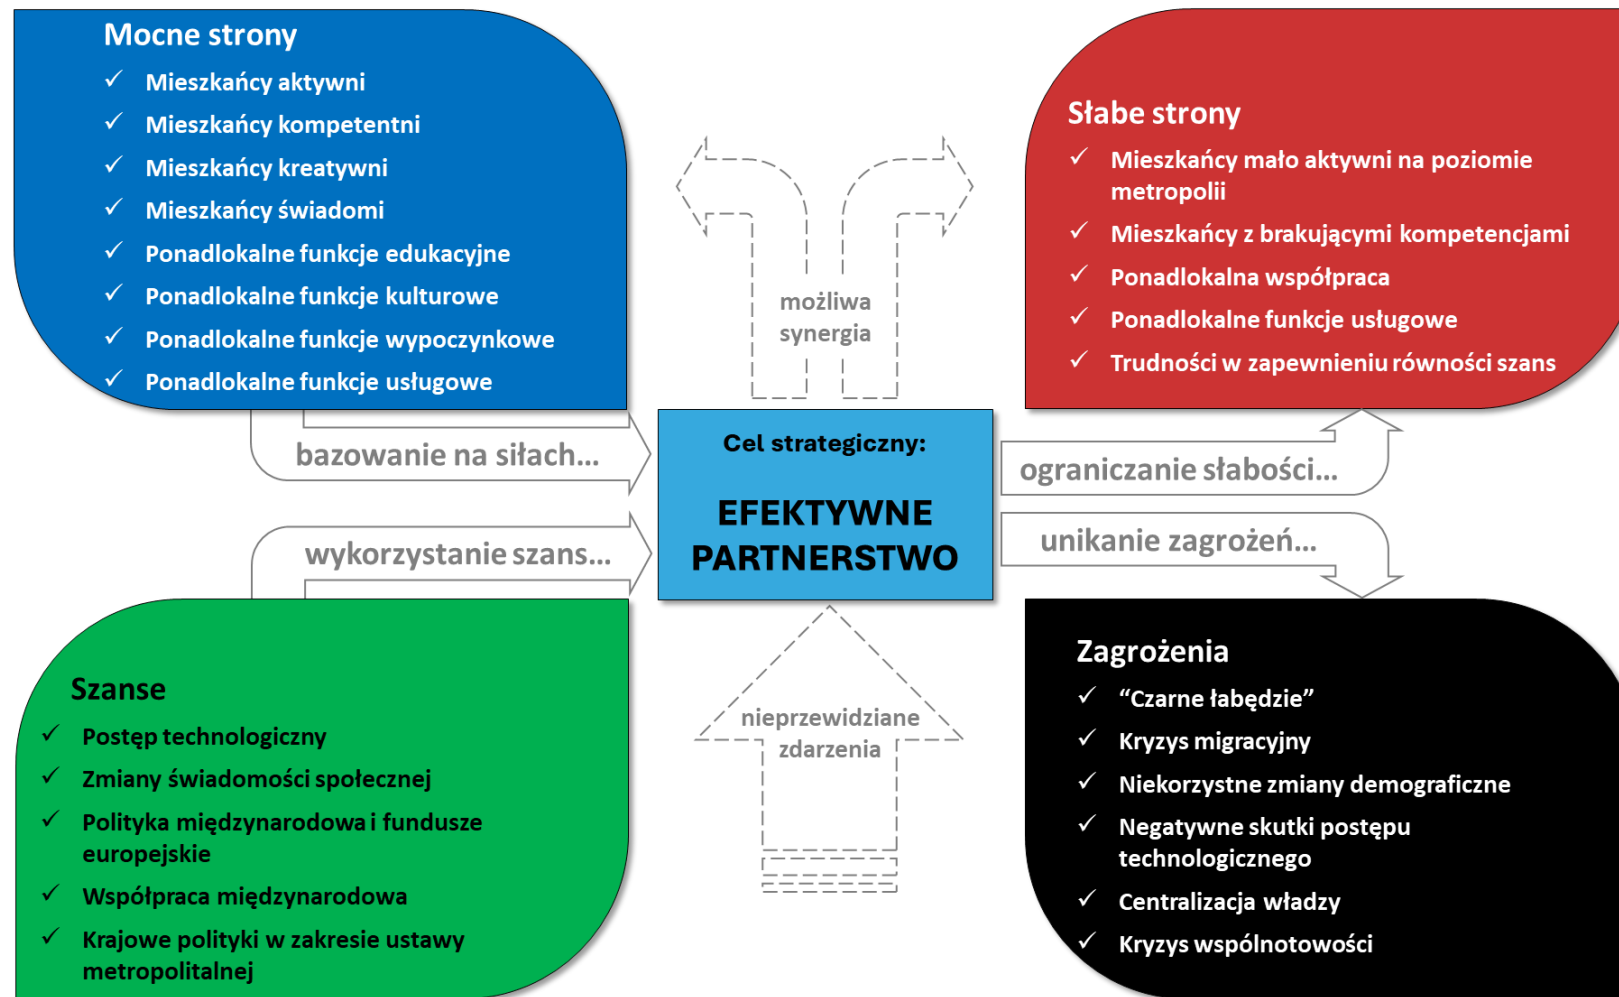 Mocne strony
✓ Mieszkańcy aktywni
✓ Mieszkańcy kompetentni
✓ Mieszkańcy kreatywni
✓ Mieszkańcy świadomi
✓ Ponadlokalne funkcje edukacyjne
✓ Ponadlokalne funkcje kulturowe
✓ Ponadlokalne funkcje wypoczynkowe
✓ Ponadlokalne funkcje usługowe
Słabe strony
✓ Mieszkańcy mało aktywni na poziomie
metropolii
✓ Mieszkańcy z brakującymi kompetencjami
✓ Ponadlokalna współpraca
✓ Ponadlokalne funkcje usługowe
✓ Trudności w zapewnieniu równości szans
możliwa
synergia
bazowanie na siłach...
wykorzystanie szans...
Cel strategiczny:
EFEKTYWNE
PARTNERSTWO
ograniczanie słabości...
unikanie zagrożeń...
Szanse
✓ Postęp technologiczny
✓ Zmiany świadomości społecznej
✓ Polityka międzynarodowa i fundusze
europejskie
✓ Współpraca międzynarodowa
✓ Krajowe polityki w zakresie ustawy
metropolitalnej
nieprzewidziane
zdarzenia
Zagrożenia
✓ “Czarne łabędzie”
✓ Kryzys migracyjny
✓ Niekorzystne zmiany demograficzne
✓ Negatywne skutki postępu
technologicznego
✓ Centralizacja władzy
✓ Kryzys wspólnotowości